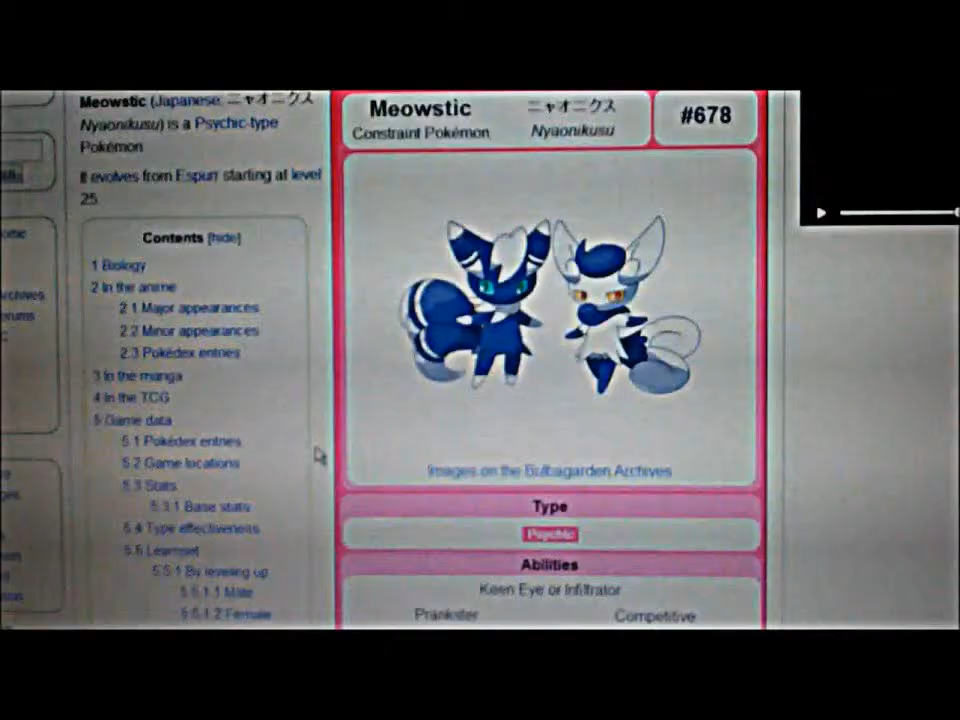 Meowstic (Japanese: ニャオニクス
Nyaonikusu) is a Psychic-type
Pokémon
It evolves from Espurr starting at level
25
Contents [hide]
1 Biology
2 In the anime
2.1 Major appearances
2.2 Minor appearances
2.3 Pokédex entries
3 In the manga
4 In the TCG
5 Game data
5.1 Pokédex entries
5.2 Game locations
5.3 Stats
5.3.1 Base stats
5.4 Type effectiveness
5.5 Learnset
5.5.1 By leveling up
5.5.1.1 Male
5.5.1.2 Female
Meowstic
Constraint Pokémon
ニャオニクス
Nyaonikusu
#678
Images on the Bulbagarden Archives
Type
Psychic
Abilities
Keen Eye or Infiltrator
Prankster
Competitive